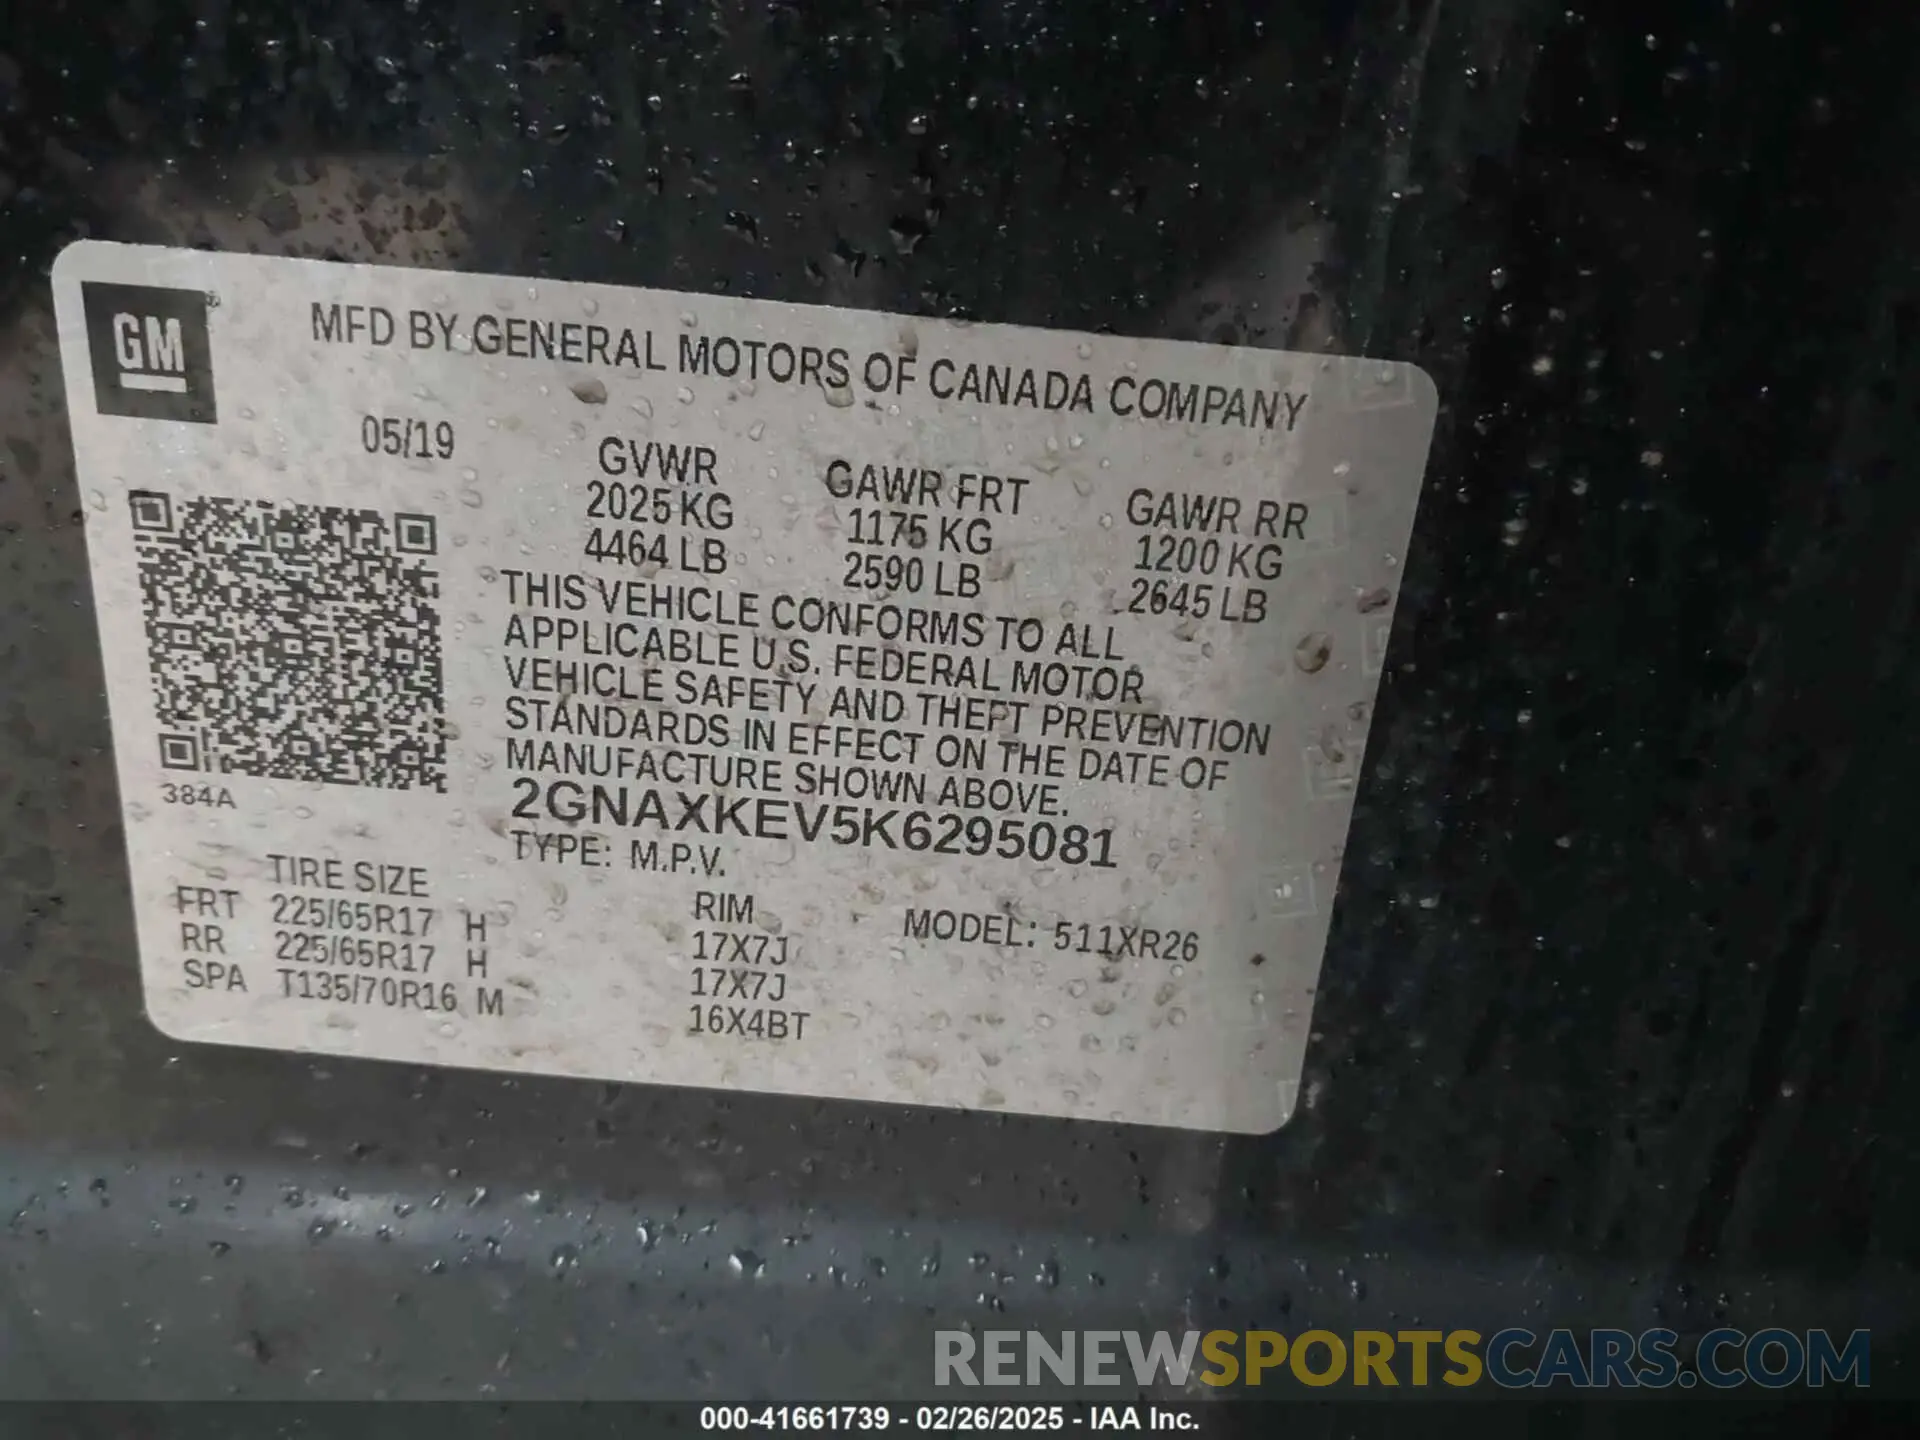 GM
MFD BY GENERAL MOTORS OF CANADA COMPANY
05/19
GVWR
2025 KG
4464 LB
GAWR FRT
1175 KG
2590 LB
GAWR RR
1200 KG
2645 LB
THIS VEHICLE CONFORMS TO ALL
APPLICABLE U.S. FEDERAL MOTOR
VEHICLE SAFETY AND THEFT PREVENTION
STANDARDS IN EFFECT ON THE DATE OF
MANUFACTURE SHOWN ABOVE.
384A
2GNAXKEV5K6295081
TYPE: M.P.V.
TIRE SIZE RIM MODEL: 511XR26
FRT 225/65R17 H 17X7J
RR 225/65R17 H 17X7J
SPA T135/70R16 M 16X4BT
RENEWSPORTSCARS.COM
000-41661739 - 02/26/2025 - IAA Inc.